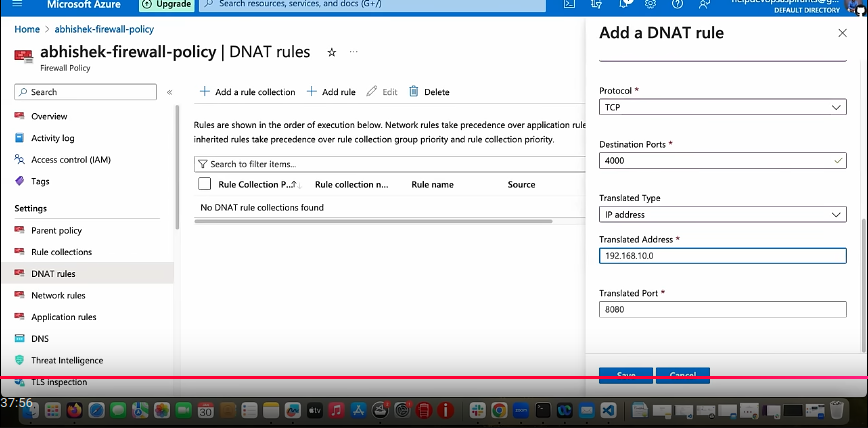 Microsoft Azure
Upgrade
Search resources, services, and docs (G+/)
DEFAULT DIRECTORY
Home > abhishek-firewall-policy
abhishek-firewall-policy | DNAT rules
Firewall Policy
Search
Overview
Activity log
Access control (IAM)
Tags
Settings
Parent policy
Rule collections
DNAT rules
Network rules
Application rules
DNS
Threat Intelligence
TLS inspection
+ Add a rule collection + Add rule Edit Delete
Rules are shown in the order of execution below. Network rules take precedence over application rule
inherited rules take precedence over rule collection group priority and rule collection priority.
Search to filter items...
Rule Collection P...↑↓ Rule collection n... Rule name Source
No DNAT rule collections found
Add a DNAT rule
Protocol *
TCP
Destination Ports *
4000
Translated Type
IP address
Translated Address *
192.168.10.0
Translated Port *
8080
Save Cancel
37:56